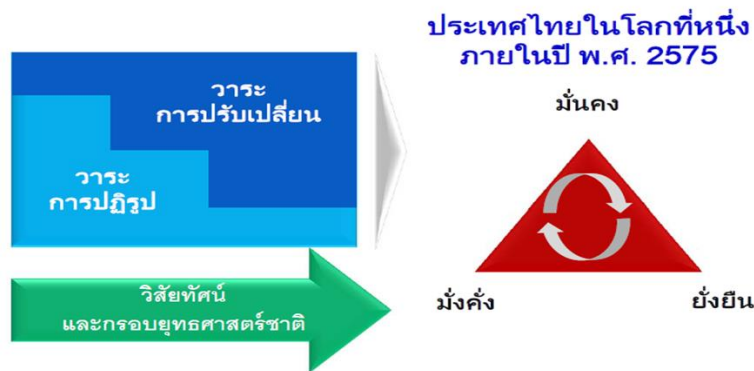 ประเทศไทยในโลกที่หนึ่ง
ภายในปี พ.ศ. 2575
วาระ
การปรับเปลี่ยน
วาระ
การปฏิรูป
วิสัยทัศน์
และกรอบยุทธศาสตร์ชาติ
มั่นคง
มั่งคั่ง
ยั่งยืน